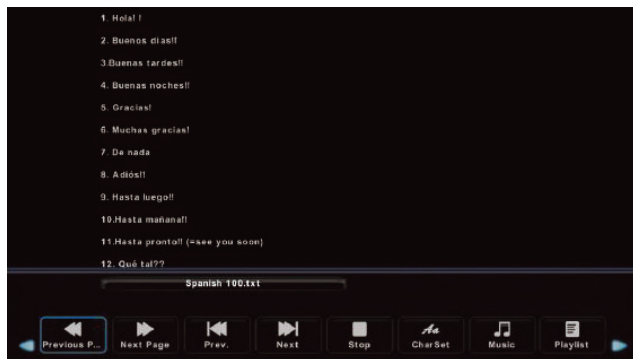 1. Hola! !
2. Buenos dias!!
3.Buenas tardes!!
4. Buenas noches!!
5. Gracias!
6. Muchas gracias!
7. De nada
8. Adiós!!
9. Hasta luego!!
10.Hasta mañana!!
11.Hasta pronto!! (=see you soon)
12. Qué tal??
Spanish 100.txt
Previous P... Next Page Prev. Next Stop Aa CharSet Music Playlist